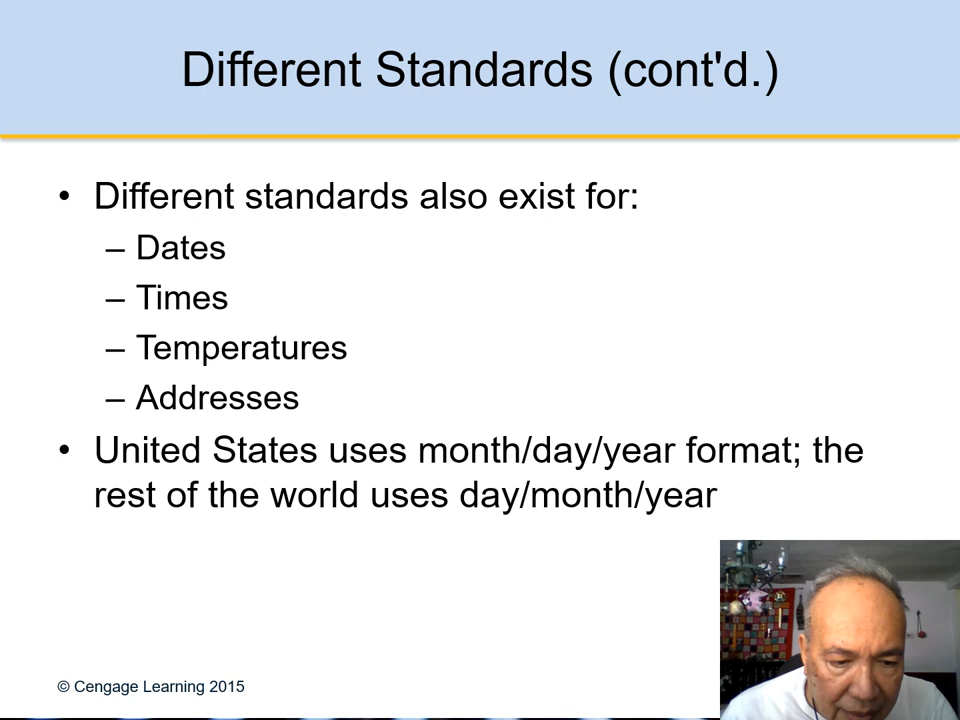 Different Standards (cont'd.)
• Different standards also exist for:
– Dates
– Times
– Temperatures
– Addresses
• United States uses month/day/year format; the
rest of the world uses day/month/year
© Cengage Learning 2015